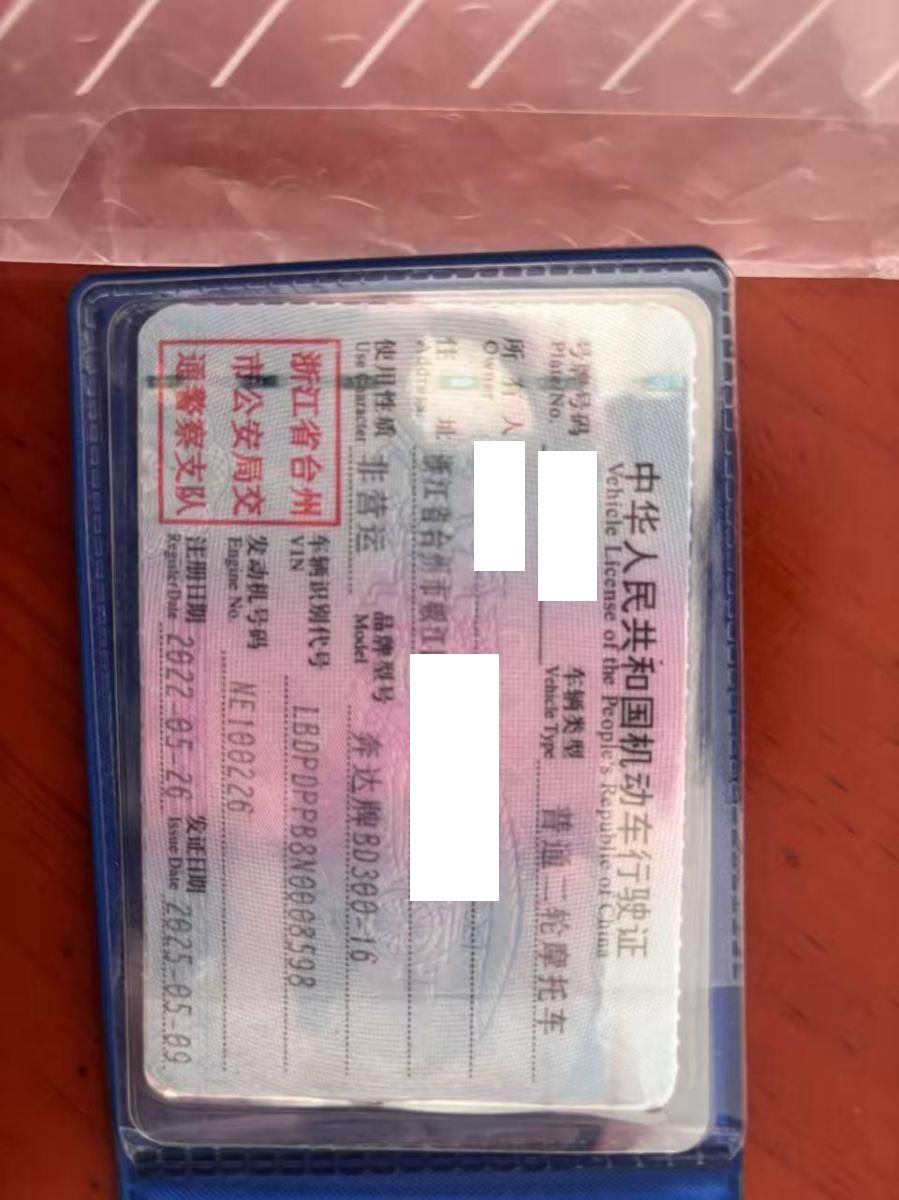 中华人民共和国机动车行驶证
Vehicle License of the People's Republic of China
号牌号码
Plate No.
车辆类型 普通二轮摩托车
Vehicle Type
所有人
Owner
住址 浙江省台州市椒江
Address
使用性质 非营运
Use Character
品牌型号 奔达牌BD300-16
Model
浙江省台州
市公安局交
通警察支队
车辆识别代号 LBDPDPPB8N0008598
VIN
发动机号码 NE100226
Engine No.
注册日期 2022-05-26
Register Date
发证日期 2025-05-09
Issue Date